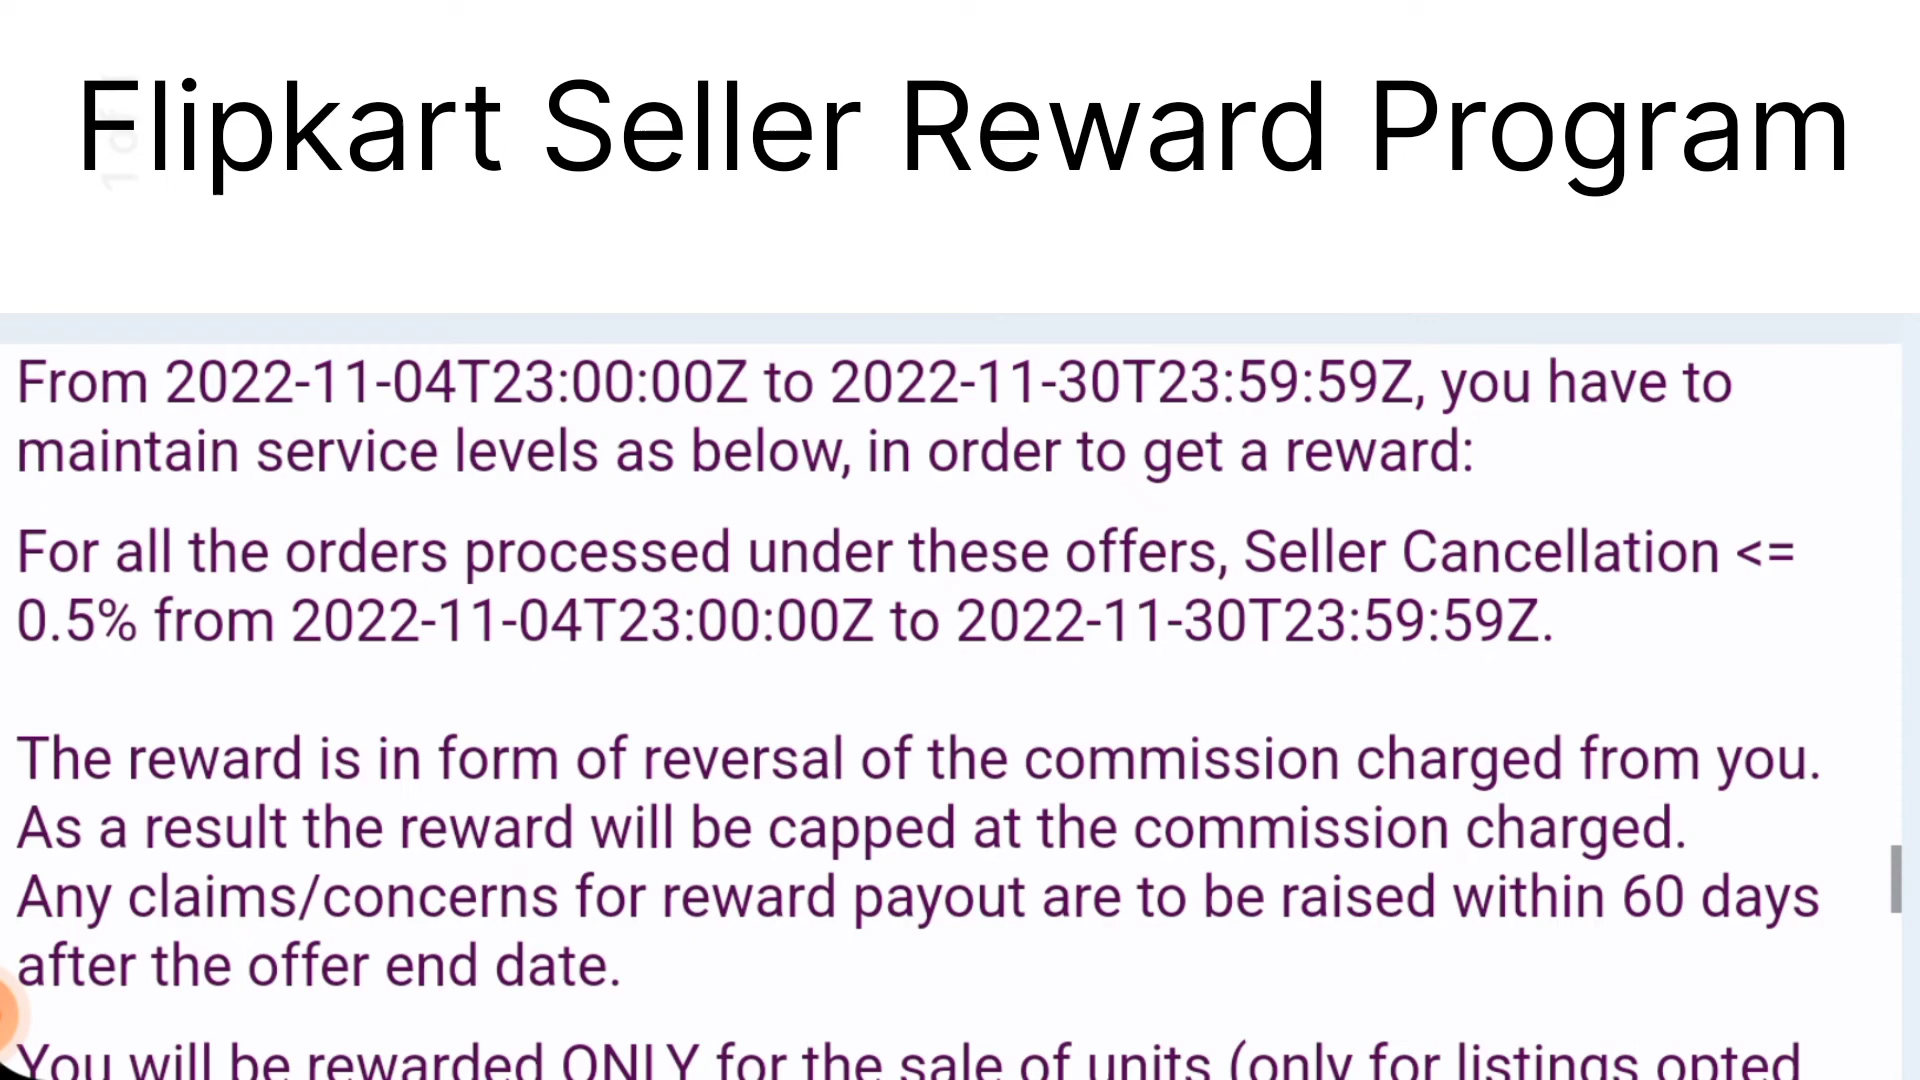 Flipkart Seller Reward Program
From 2022-11-04T23:00:00Z to 2022-11-30T23:59:59Z, you have to
maintain service levels as below, in order to get a reward:
For all the orders processed under these offers, Seller Cancellation <=
0.5% from 2022-11-04T23:00:00Z to 2022-11-30T23:59:59Z.
The reward is in form of reversal of the commission charged from you.
As a result the reward will be capped at the commission charged.
Any claims/concerns for reward payout are to be raised within 60 days
after the offer end date.
You will be rewarded ONLY for the sale of units (only for listings opted